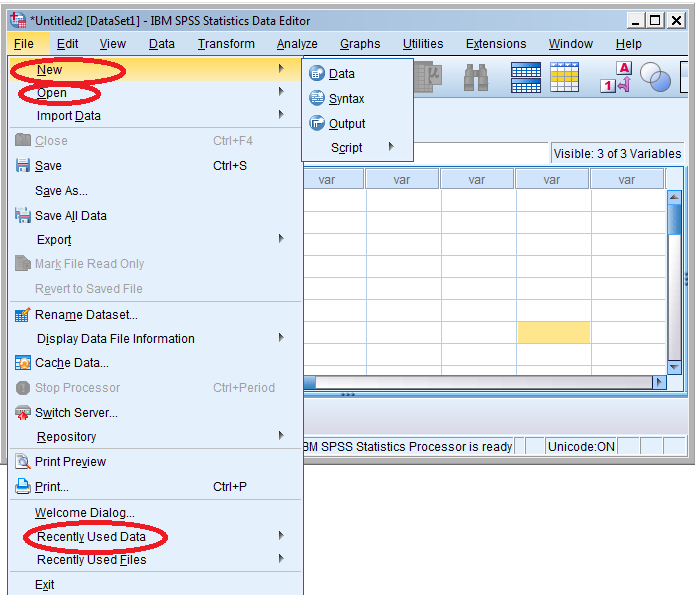 *Untitled2 [DataSet1] - IBM SPSS Statistics Data Editor
File Edit View Data Transform Analyze Graphs Utilities Extensions Window Help
New
Open
Import Data
Close Ctrl+F4
Save Ctrl+S
Save As...
Save All Data
Export
Mark File Read Only
Revert to Saved File
Rename Dataset...
Display Data File Information
Cache Data...
Stop Processor Ctrl+Period
Switch Server...
Repository
Print Preview
Print... Ctrl+P
Welcome Dialog...
Recently Used Data
Recently Used Files
Exit
Data
Syntax
Output
Script
μ
1 A
Visible: 3 of 3 Variables
var var var var var
IBM SPSS Statistics Processor is ready Unicode:ON